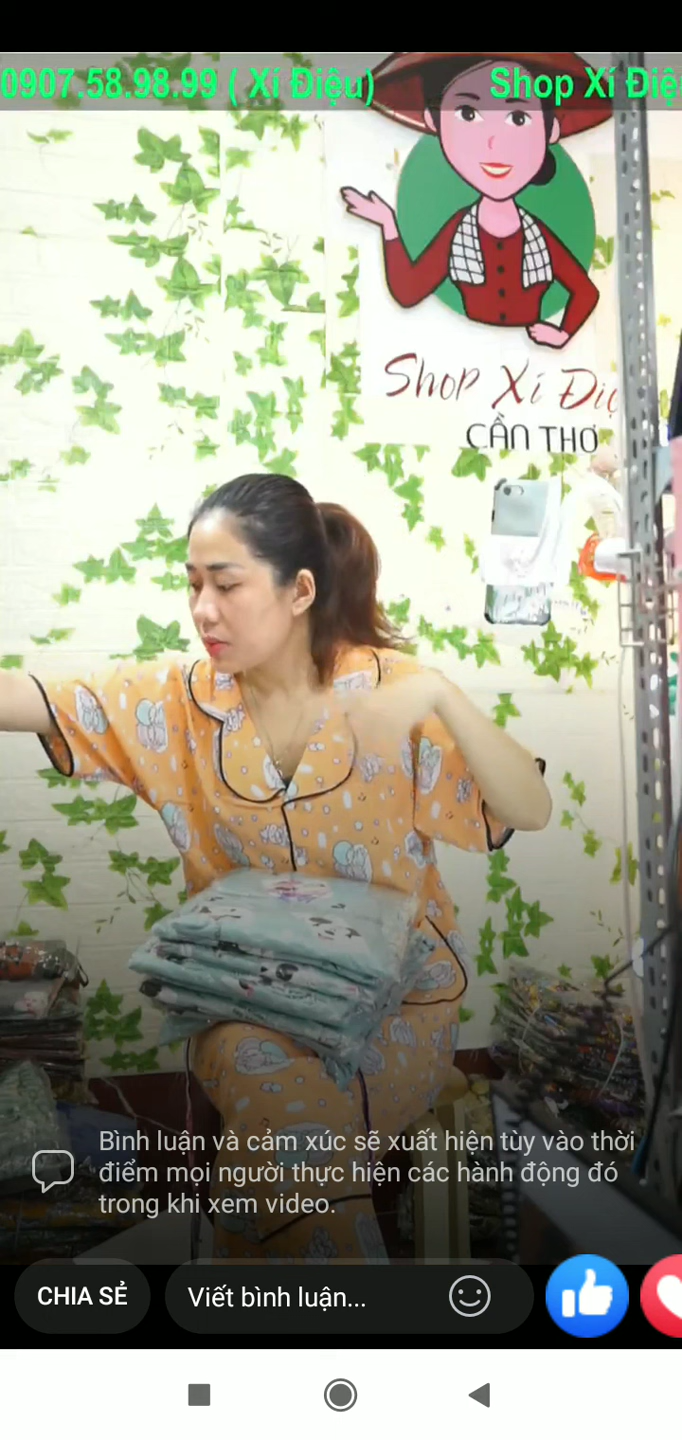 0907.58.98.99 ( Xí Điệu) Shop Xí
Shop Xí
CẦN THƠ
Bình luận và cảm xúc sẽ xuất hiện tùy vào thời
điểm mọi người thực hiện các hành động đó
trong khi xem video.
CHIA SẺ
Viết bình luận...